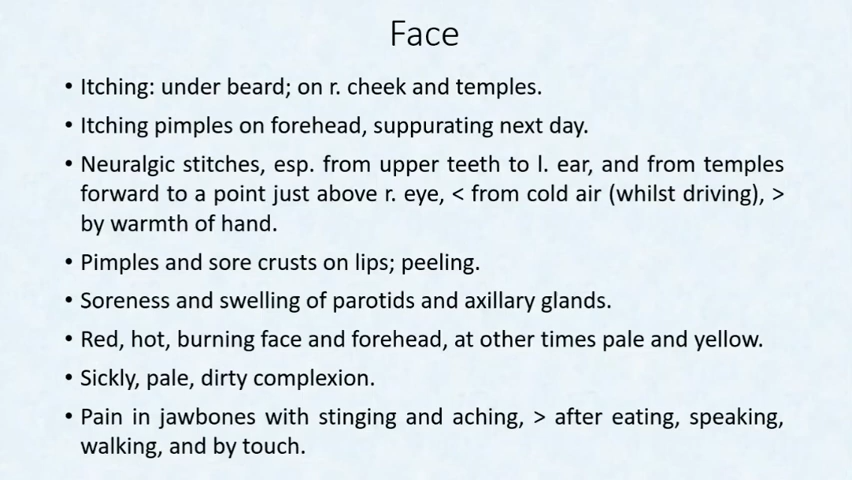 Face
• Itching: under beard; on r. cheek and temples.
• Itching pimples on forehead, suppurating next day.
• Neuralgic stitches, esp. from upper teeth to l. ear, and from temples
forward to a point just above r. eye, < from cold air (whilst driving), >
by warmth of hand.
• Pimples and sore crusts on lips; peeling.
• Soreness and swelling of parotids and axillary glands.
• Red, hot, burning face and forehead, at other times pale and yellow.
• Sickly, pale, dirty complexion.
• Pain in jawbones with stinging and aching, > after eating, speaking,
walking, and by touch.